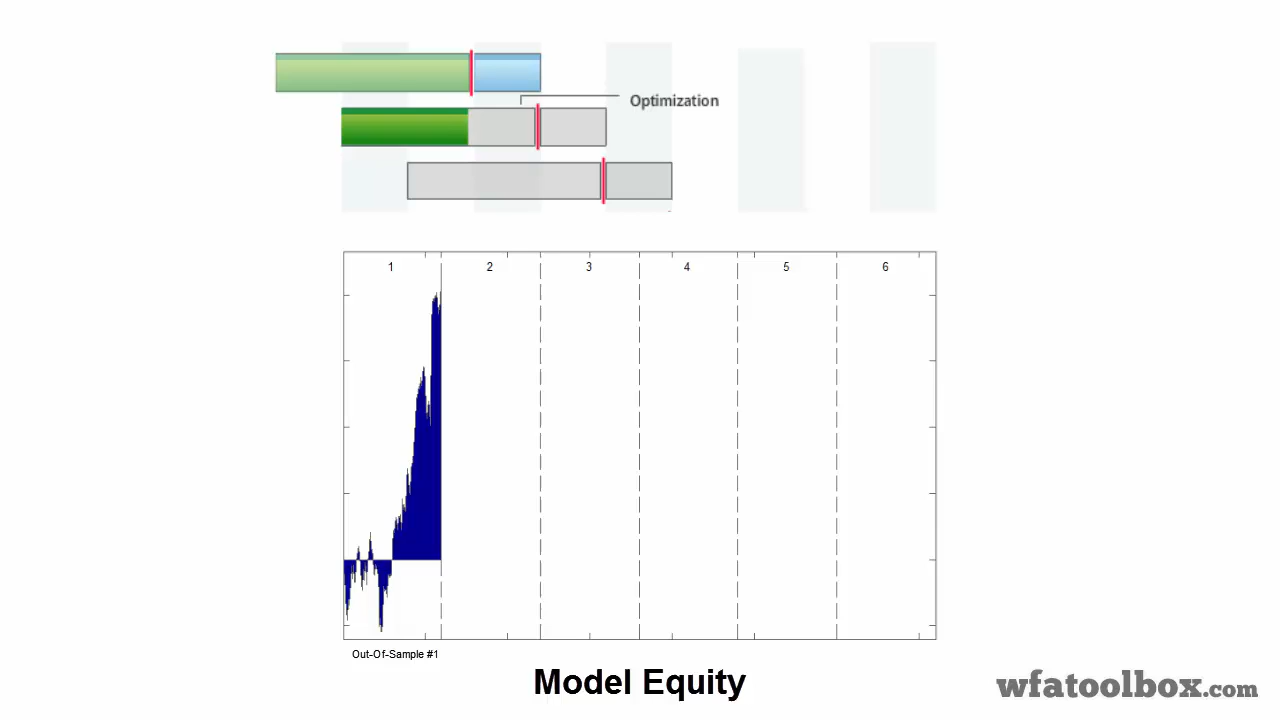 Optimization
1 2 3 4 5 6
Out-Of-Sample #1
Model Equity
wfatoolbox.com